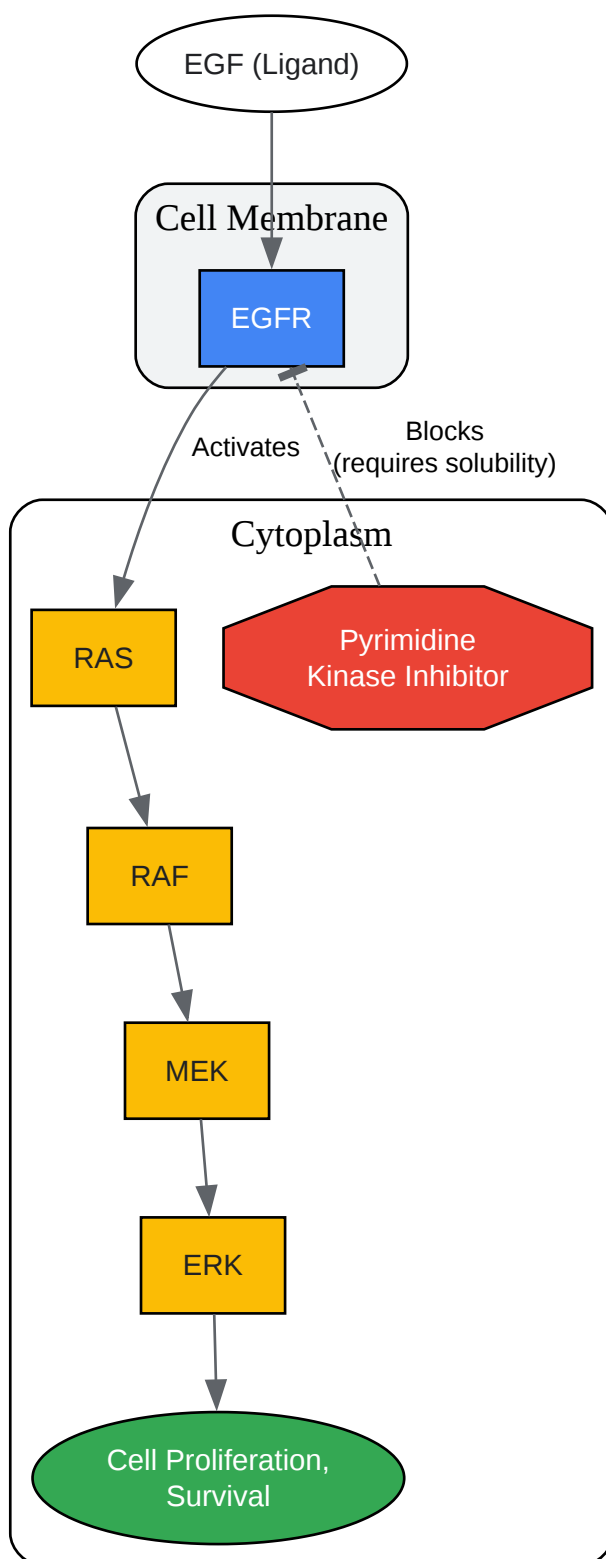 EGF (Ligand)
Cell Membrane
EGFR
Activates
Blocks
(requires solubility)
Cytoplasm
RAS
Pyrimidine
Kinase Inhibitor
RAF
MEK
ERK
Cell Proliferation,
Survival